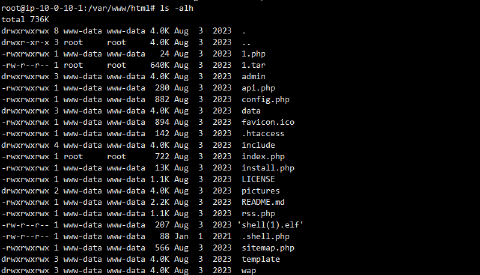 root@ip-10-0-10-1:/var/www/html# ls -alh
total 736K
drwxrwxrwx 8 www-data www-data 4.0K Aug 3 2023 .
drwxr-xr-x 3 root root 4.0K Aug 3 2023 ..
-rwxrwxrwx 1 www-data www-data 24 Aug 3 2023 1.php
-rw-r--r-- 1 root root 640K Aug 3 2023 1.tar
drwxrwxrwx 3 www-data www-data 4.0K Aug 3 2023 admin
-rwxrwxrwx 1 www-data www-data 280 Aug 3 2023 api.php
-rwxrwxrwx 1 www-data www-data 882 Aug 3 2023 config.php
drwxrwxrwx 3 www-data www-data 4.0K Aug 3 2023 data
-rwxrwxrwx 1 www-data www-data 894 Aug 3 2023 favicon.ico
-rwxrwxrwx 1 www-data www-data 142 Aug 3 2023 .htaccess
drwxrwxrwx 4 www-data www-data 4.0K Aug 3 2023 include
-rwxrwxrwx 1 root root 722 Aug 3 2023 index.php
-rwxrwxrwx 1 www-data www-data 13K Aug 3 2023 install.php
-rwxrwxrwx 1 www-data www-data 1.1K Aug 3 2023 LICENSE
drwxrwxrwx 2 www-data www-data 4.0K Aug 3 2023 pictures
-rwxrwxrwx 1 www-data www-data 2.2K Aug 3 2023 README.md
-rwxrwxrwx 1 www-data www-data 1.1K Aug 3 2023 rss.php
-rw-r--r-- 1 www-data www-data 207 Aug 3 2023 'shell(1).elf'
-rw-r--r-- 1 www-data www-data 88 Jan 1 2021 .shell.php
-rwxrwxrwx 1 www-data www-data 566 Aug 3 2023 sitemap.php
drwxrwxrwx 3 www-data www-data 4.0K Aug 3 2023 template
drwxrwxrwx 3 www-data www-data 4.0K Aug 3 2023 wap